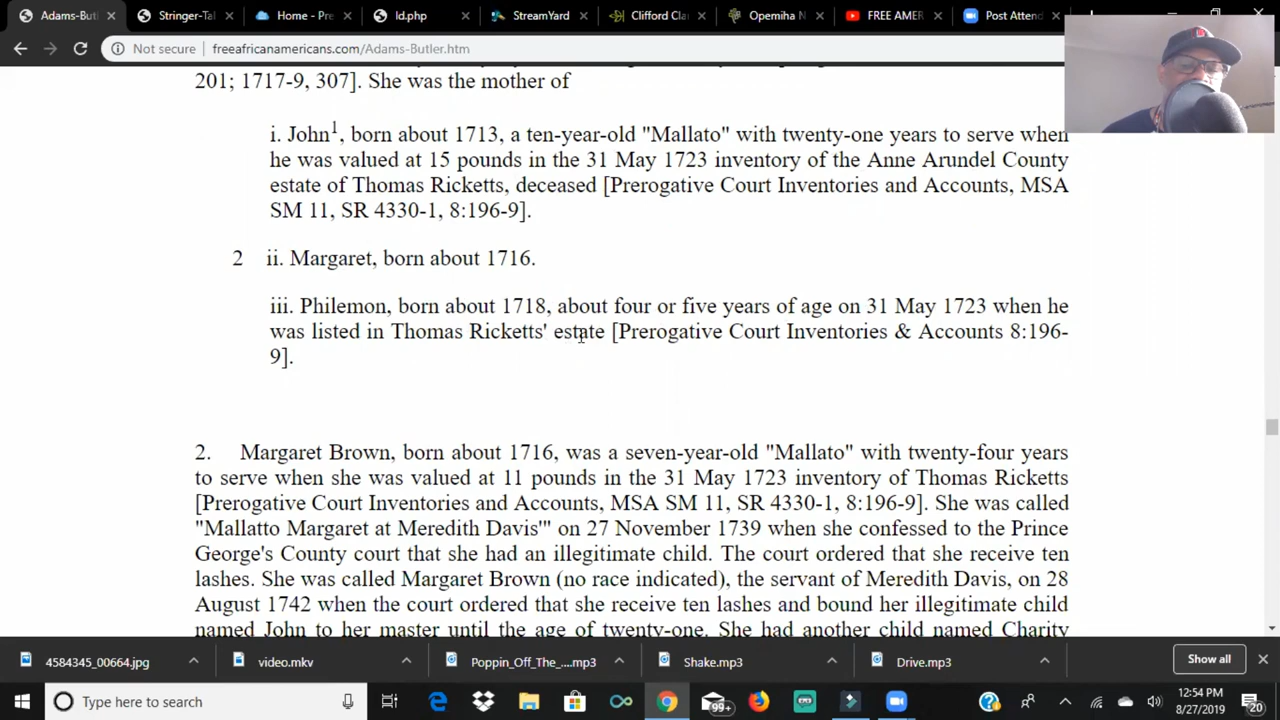 Adams-Butl
Stringer-Tal
Home - Pre
ld.php
StreamYard
Clifford Cla
Opemiha N
FREE AMER
Post Attend
Not secure | freeafricanamericans.com/Adams-Butler.htm
201; 1717-9, 307]. She was the mother of
i. John1, born about 1713, a ten-year-old "Mallato" with twenty-one years to serve when
he was valued at 15 pounds in the 31 May 1723 inventory of the Anne Arundel County
estate of Thomas Ricketts, deceased [Prerogative Court Inventories and Accounts, MSA
SM 11, SR 4330-1, 8:196-9].
2 ii. Margaret, born about 1716.
iii. Philemon, born about 1718, about four or five years of age on 31 May 1723 when he
was listed in Thomas Ricketts' estate [Prerogative Court Inventories & Accounts 8:196-
9].
2. Margaret Brown, born about 1716, was a seven-year-old "Mallato" with twenty-four years
to serve when she was valued at 11 pounds in the 31 May 1723 inventory of Thomas Ricketts
[Prerogative Court Inventories and Accounts, MSA SM 11, SR 4330-1, 8:196-9]. She was called
"Mallatto Margaret at Meredith Davis'" on 27 November 1739 when she confessed to the Prince
George's County court that she had an illegitimate child. The court ordered that she receive ten
lashes. She was called Margaret Brown (no race indicated), the servant of Meredith Davis, on 28
August 1742 when the court ordered that she receive ten lashes and bound her illegitimate child
named John to her master until the age of twenty-one. She had another child named Charity
4584345_00664.jpg
video.mkv
Poppin_Off_The_....mp3
Shake.mp3
Drive.mp3
Show all
Type here to search
99+
12:54 PM
8/27/2019
20